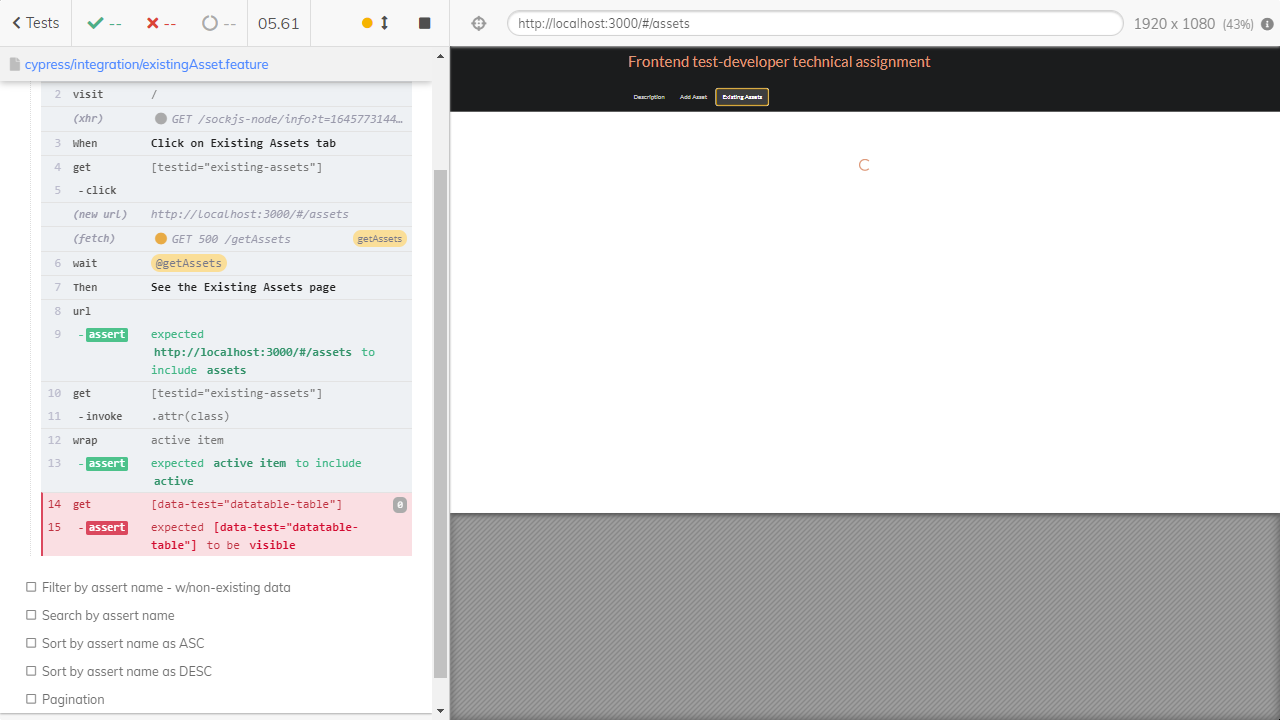 Tests
--
--
--
05.61
http://localhost:3000/#/assets
1920 x 1080 (43%)
cypress/integration/existingAsset.feature
2 visit /
(xhr) GET /sockjs-node/info?t=1645773144…
3 When Click on Existing Assets tab
4 get [testid="existing-assets"]
5 -click
(new url) http://localhost:3000/#/assets
(fetch) GET 500 /getAssets getAssets
6 wait @getAssets
7 Then See the Existing Assets page
8 url
9 -assert expected
http://localhost:3000/#/assets to
include assets
10 get [testid="existing-assets"]
11 -invoke .attr(class)
12 wrap active item
13 -assert expected active item to include
active
14 get [data-test="datatable-table"] 0
15 -assert expected [data-test="datatable-
table"] to be visible
Filter by assert name - w/non-existing data
Search by assert name
Sort by assert name as ASC
Sort by assert name as DESC
Pagination
Frontend test-developer technical assignment
Description Add Asset Existing Assets